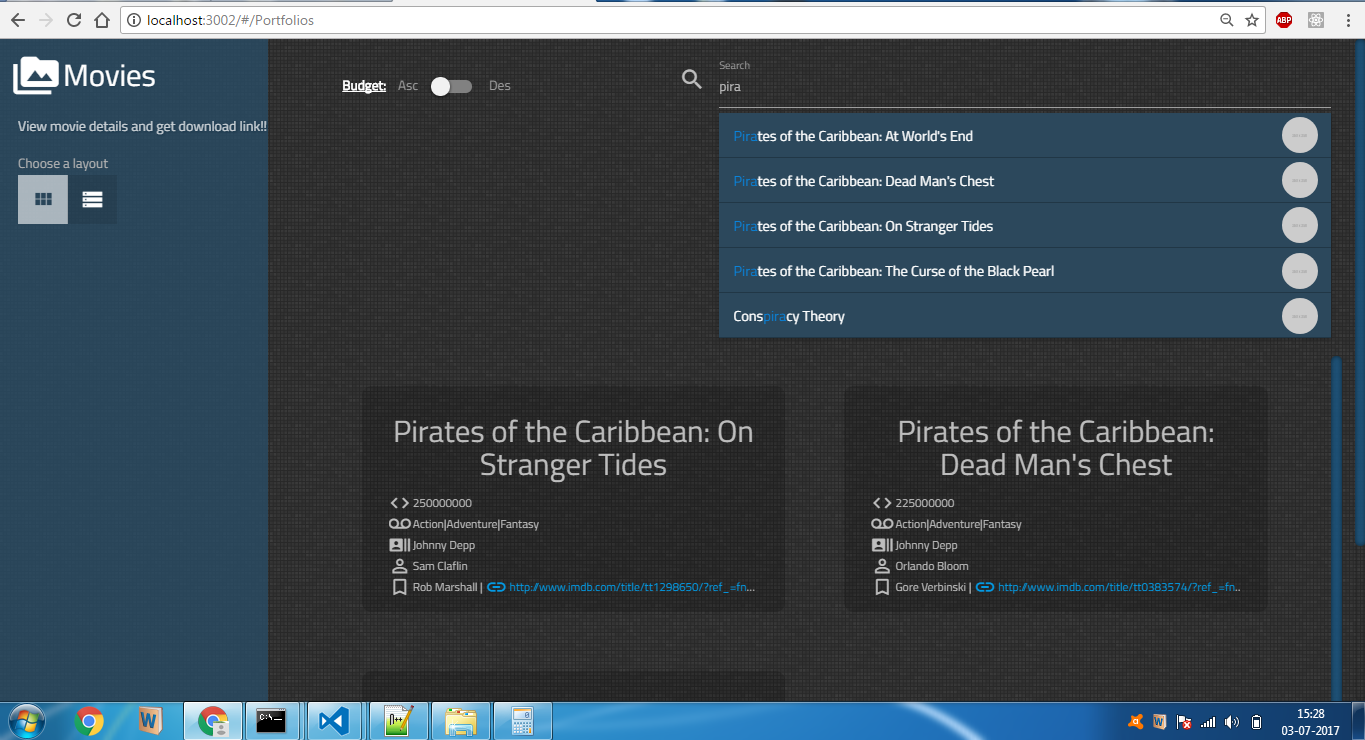 localhost:3002/#/Portfolios
ABP
Movies
View movie details and get download link!!
Choose a layout
Budget: Asc Des
Search
pira
Pirates of the Caribbean: At World's End
Pirates of the Caribbean: Dead Man's Chest
Pirates of the Caribbean: On Stranger Tides
Pirates of the Caribbean: The Curse of the Black Pearl
Conspiracy Theory
Pirates of the Caribbean: On
Stranger Tides
250000000
Action|Adventure|Fantasy
Johnny Depp
Sam Claflin
Rob Marshall | http://www.imdb.com/title/tt1298650/?ref_=fn...
Pirates of the Caribbean:
Dead Man's Chest
225000000
Action|Adventure|Fantasy
Johnny Depp
Orlando Bloom
Gore Verbinski | http://www.imdb.com/title/tt0383574/?ref_=fn...
15:28
03-07-2017